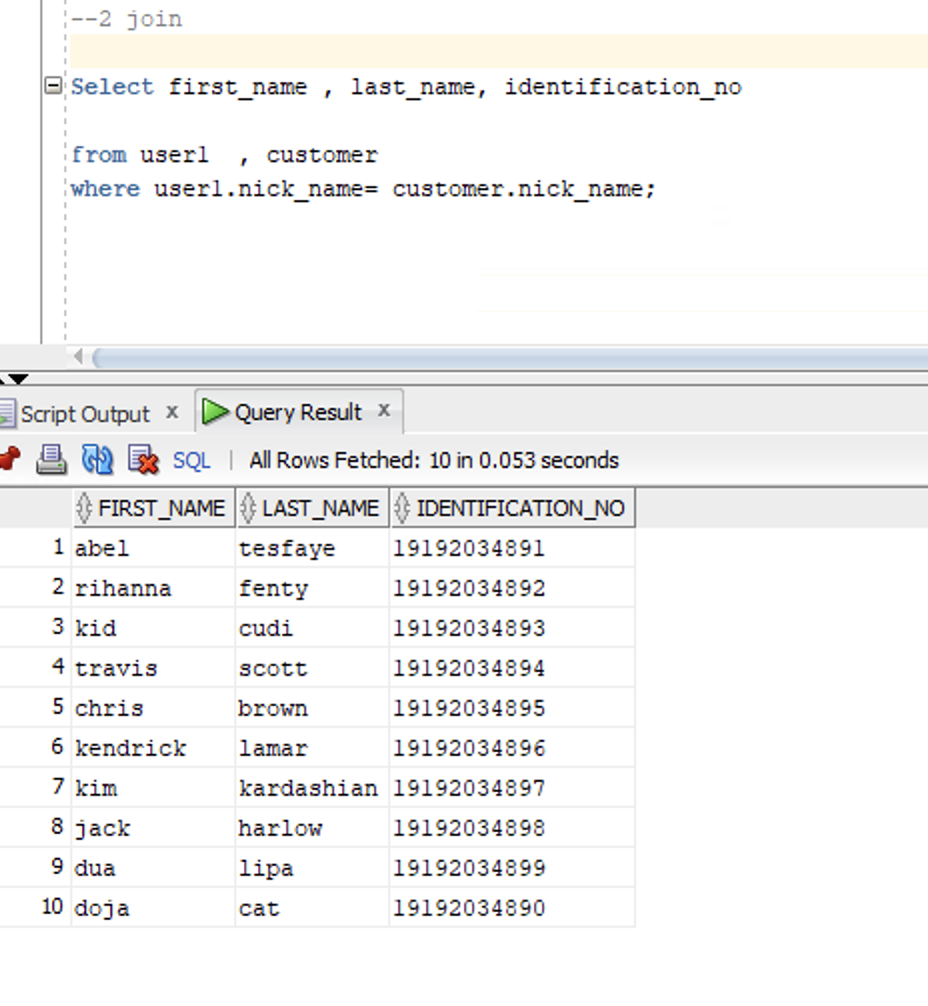 --2 join
Select first_name , last_name, identification_no
from user1 , customer
where user1.nick_name= customer.nick_name;
Script Output x Query Result x
SQL | All Rows Fetched: 10 in 0.053 seconds
FIRST_NAME LAST_NAME IDENTIFICATION_NO
1 abel tesfaye 19192034891
2 rihanna fenty 19192034892
3 kid cudi 19192034893
4 travis scott 19192034894
5 chris brown 19192034895
6 kendrick lamar 19192034896
7 kim kardashian 19192034897
8 jack harlow 19192034898
9 dua lipa 19192034899
10 doja cat 19192034890